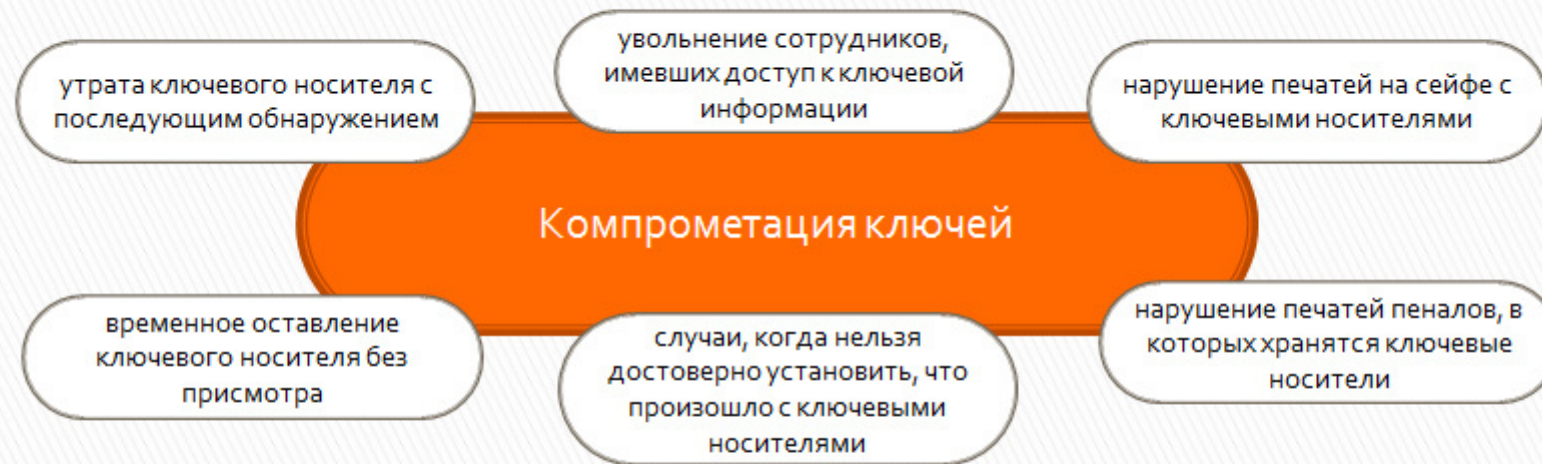 утрата ключевого носителя с
последующим обнаружением
увольнение сотрудников,
имевших доступ к ключевой
информации
нарушение печатей на сейфе с
ключевыми носителями
Компрометация ключей
временное оставление
ключевого носителя без
присмотра
случаи, когда нельзя
достоверно установить, что
произошло с ключевыми
носителями
нарушение печатей пеналов, в
которых хранятся ключевые
носители